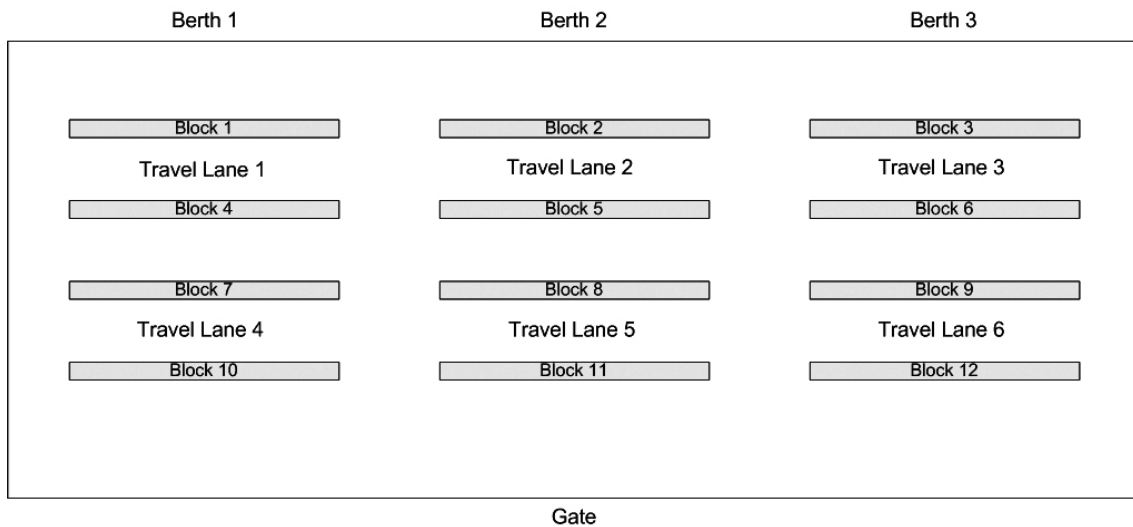 Berth 1 Berth 2 Berth 3
Block 1 Block 2 Block 3
Travel Lane 1 Travel Lane 2 Travel Lane 3
Block 4 Block 5 Block 6
Block 7 Block 8 Block 9
Travel Lane 4 Travel Lane 5 Travel Lane 6
Block 10 Block 11 Block 12
Gate